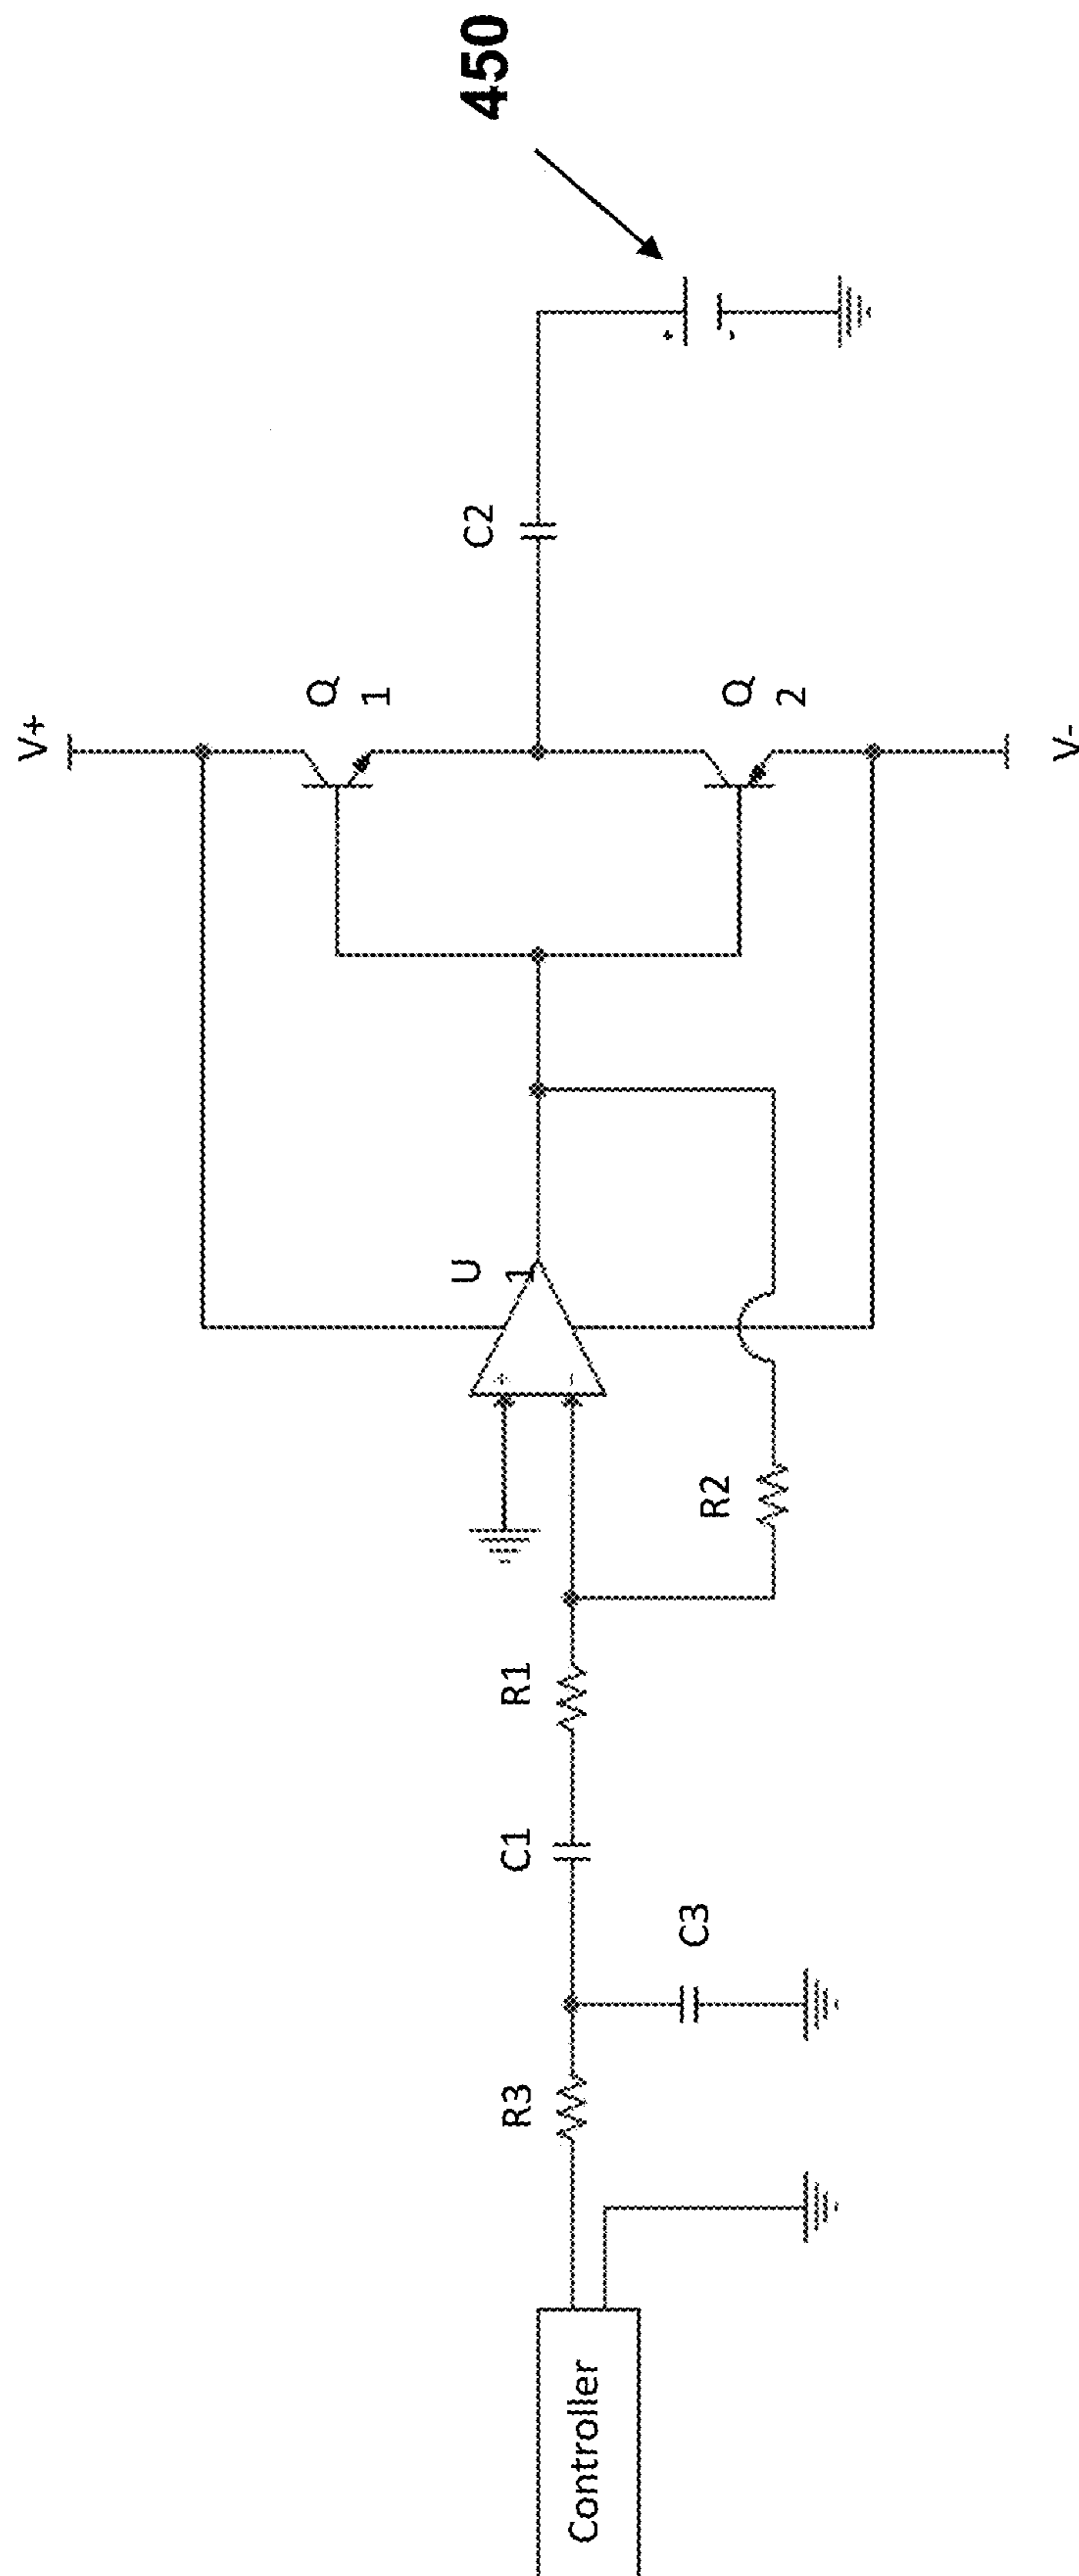 450
V+
Q
1
C2
Q
2
V-
U
1
+
-
R2
R1
C1
C3
R3
Controller
+
-